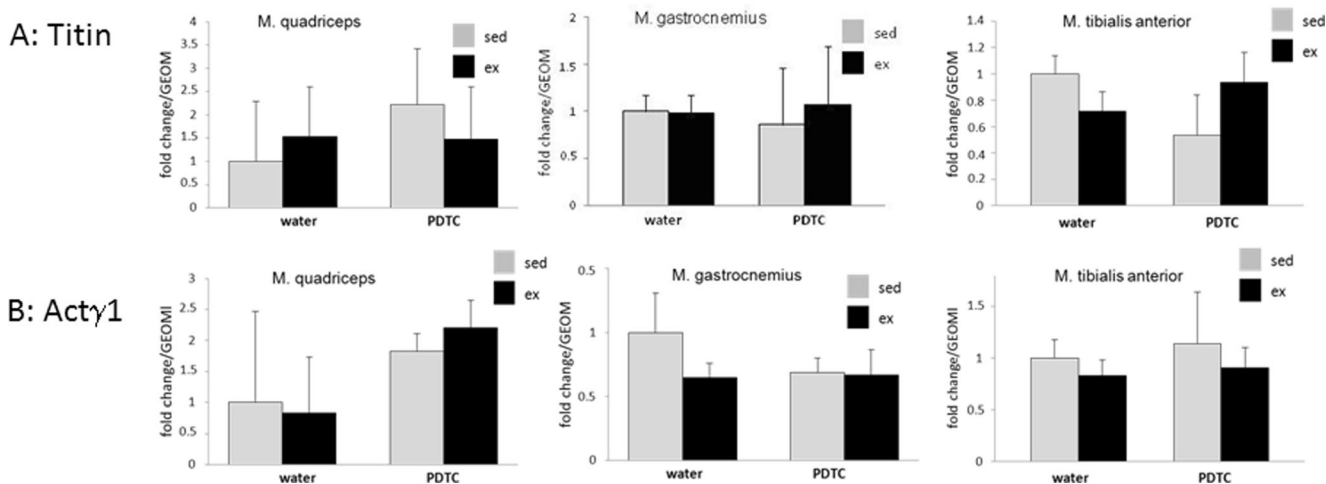 A: Titin
M. quadriceps
sed
ex
fold change/GEOM
4
3.5
3
2.5
2
1.5
1
0.5
0
water PDTC
M. gastrocnemius
sed
ex
fold change/GEOM
2
1.5
1
0.5
0
water PDTC
M. tibialis anterior
sed
ex
fold change/GEOM
1.4
1.2
1
0.8
0.6
0.4
0.2
0
water PDTC
B: Actγ1
M. quadriceps
sed
ex
fold change/GEOMI
3
2.5
2
1.5
1
0.5
0
water PDTC
M. gastrocnemius
sed
ex
fold change/GEOMI
0.5
1
0.5
0
water PDTC
M. tibialis anterior
sed
ex
fold change/GEOMI
1.5
1
0.5
0
water PDTC